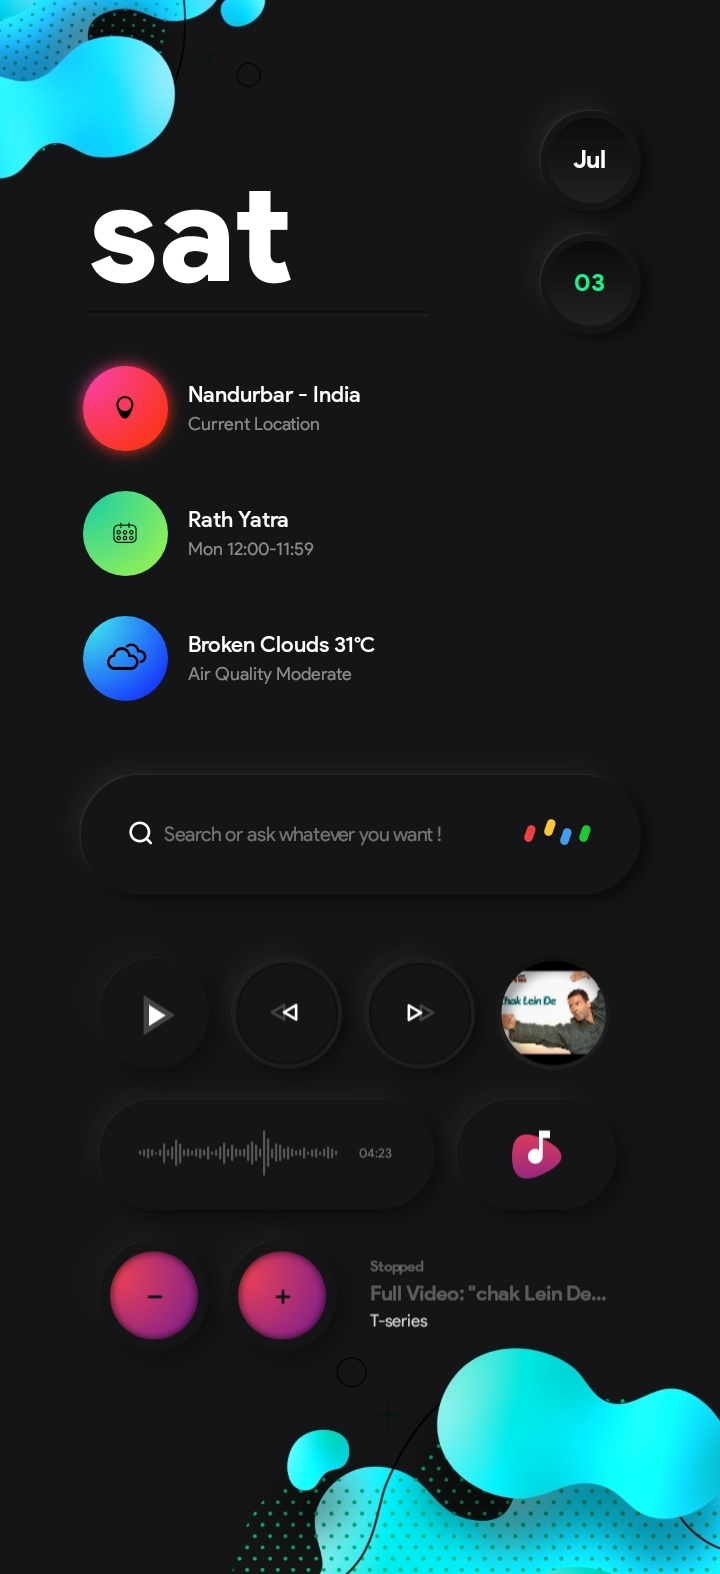 Jul
sat
03
Nandurbar - India
Current Location
Rath Yatra
Mon 12:00-11:59
Broken Clouds 31°C
Air Quality Moderate
Search or ask whatever you want !
hak Lein De
04:23
Stopped
Full Video: "chak Lein De...
T-series